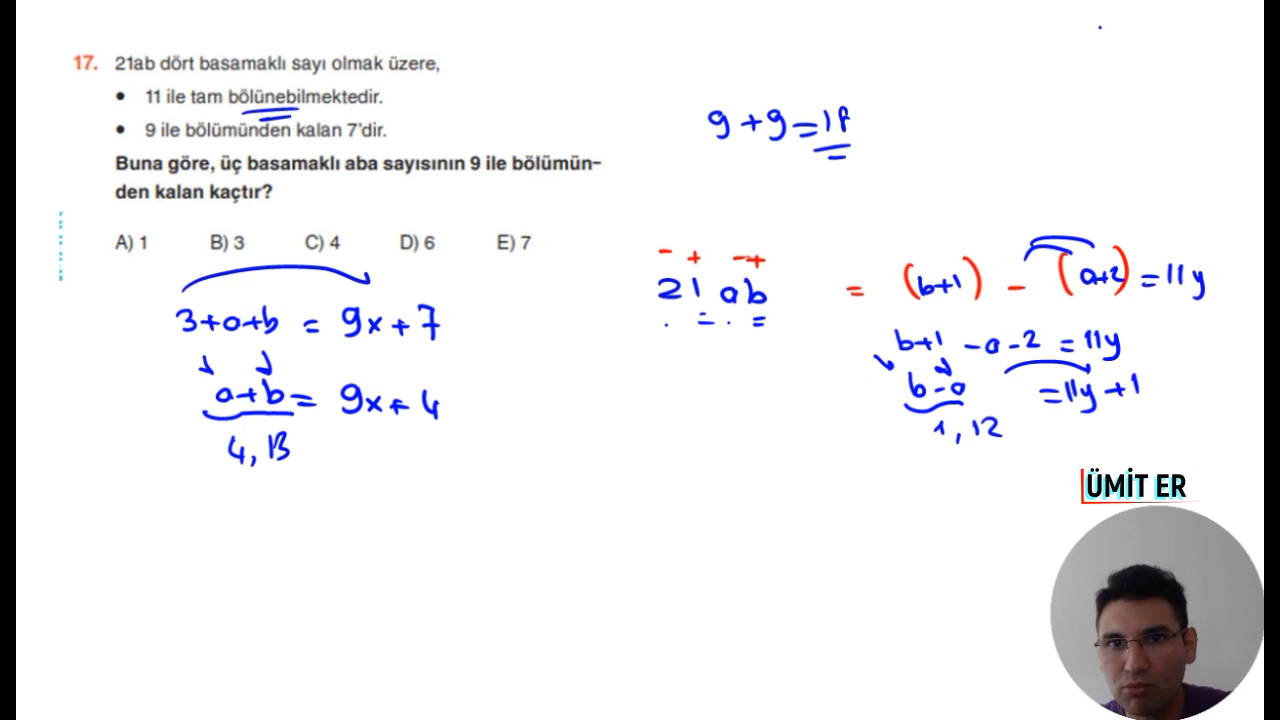 17. 21ab dört basamaklı sayı olmak üzere,
• 11 ile tam bölünebilmektedir.
• 9 ile bölümünden kalan 7'dir.
Buna göre, üç basamaklı aba sayısının 9 ile bölümün-
den kalan kaçtır?
A) 1 B) 3 C) 4 D) 6 E) 7
9+9=18
3+a+b = 9x+7
a+b = 9x+4
4, 13
- + - +
21ab = (b+1) - (a+2) = 11y
b+1 -a-2 = 11y
b-a = 11y+1
1, 12
ÜMİT ER